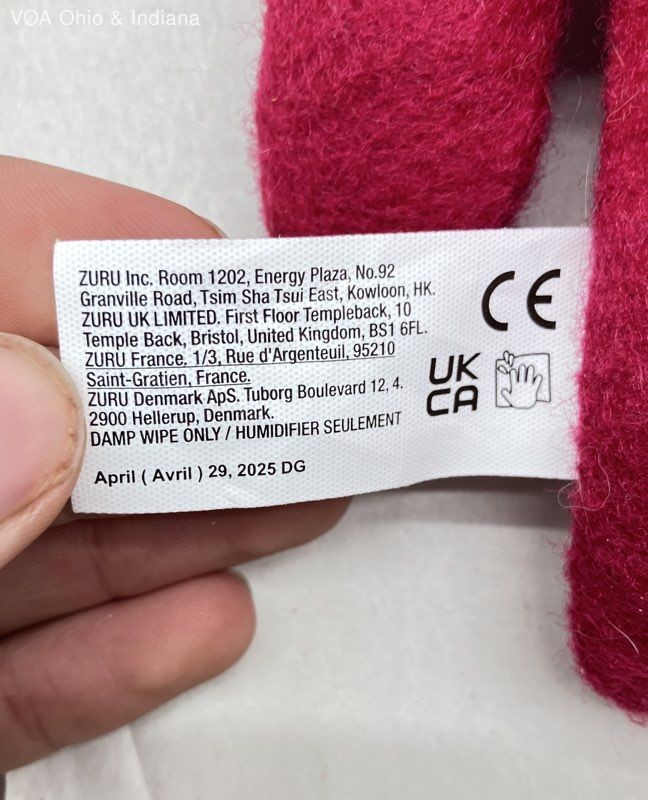 VOA Ohio & Indiana
ZURU Inc. Room 1202, Energy Plaza, No.92
Granville Road, Tsim Sha Tsui East, Kowloon, HK.
ZURU UK LIMITED. First Floor Templeback, 10
Temple Back, Bristol, United Kingdom, BS1 6FL.
ZURU France. 1/3, Rue d'Argenteuil, 95210
Saint-Gratien, France.
ZURU Denmark ApS. Tuborg Boulevard 12, 4.
2900 Hellerup, Denmark.
DAMP WIPE ONLY / HUMIDIFIER SEULEMENT
April ( Avril ) 29, 2025 DG
CE
UK
CA